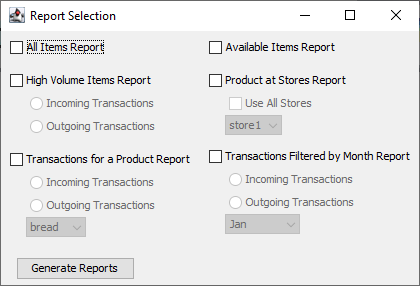 Report Selection
All Items Report
Available Items Report
High Volume Items Report
Incoming Transactions
Outgoing Transactions
Product at Stores Report
Use All Stores
store1
Transactions for a Product Report
Incoming Transactions
Outgoing Transactions
bread
Transactions Filtered by Month Report
Incoming Transactions
Outgoing Transactions
Jan
Generate Reports